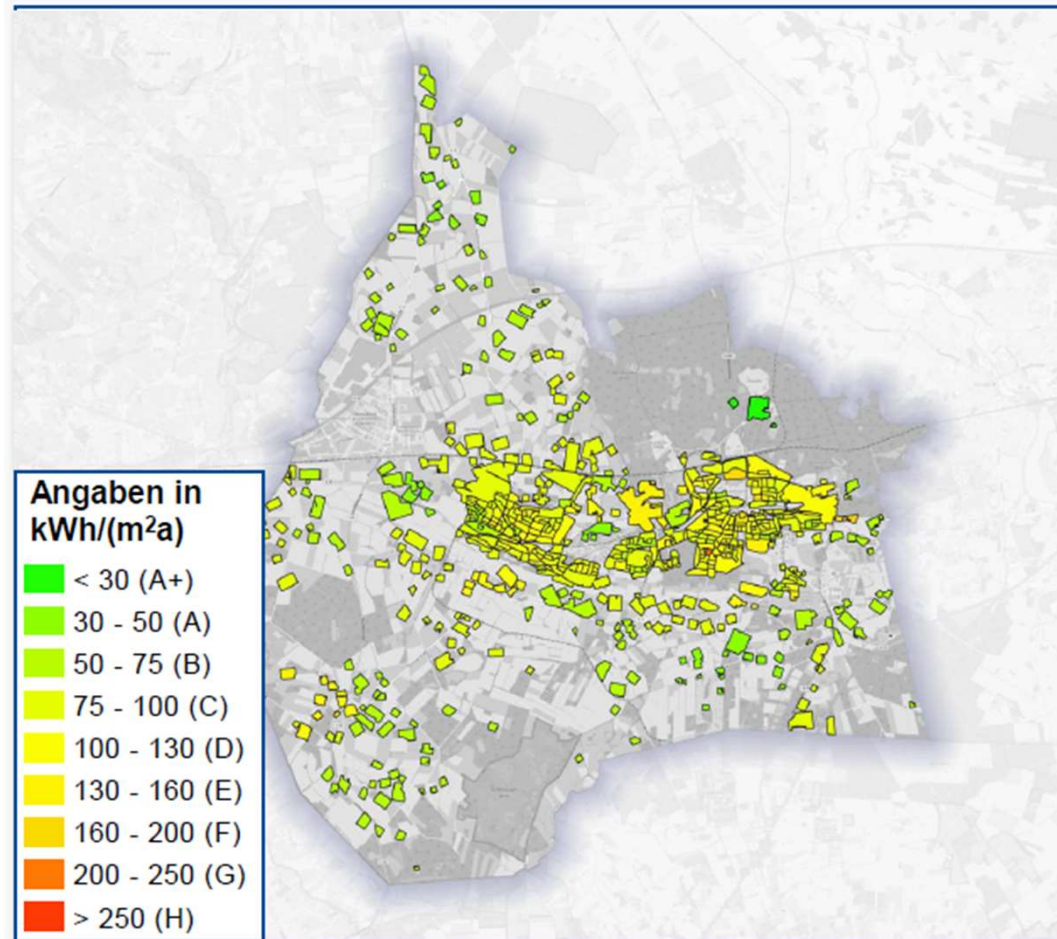 Angaben in
kWh/(m²a)
< 30 (A+)
30 - 50 (A)
50 - 75 (B)
75 - 100 (C)
100 - 130 (D)
130 - 160 (E)
160 - 200 (F)
200 - 250 (G)
> 250 (H)